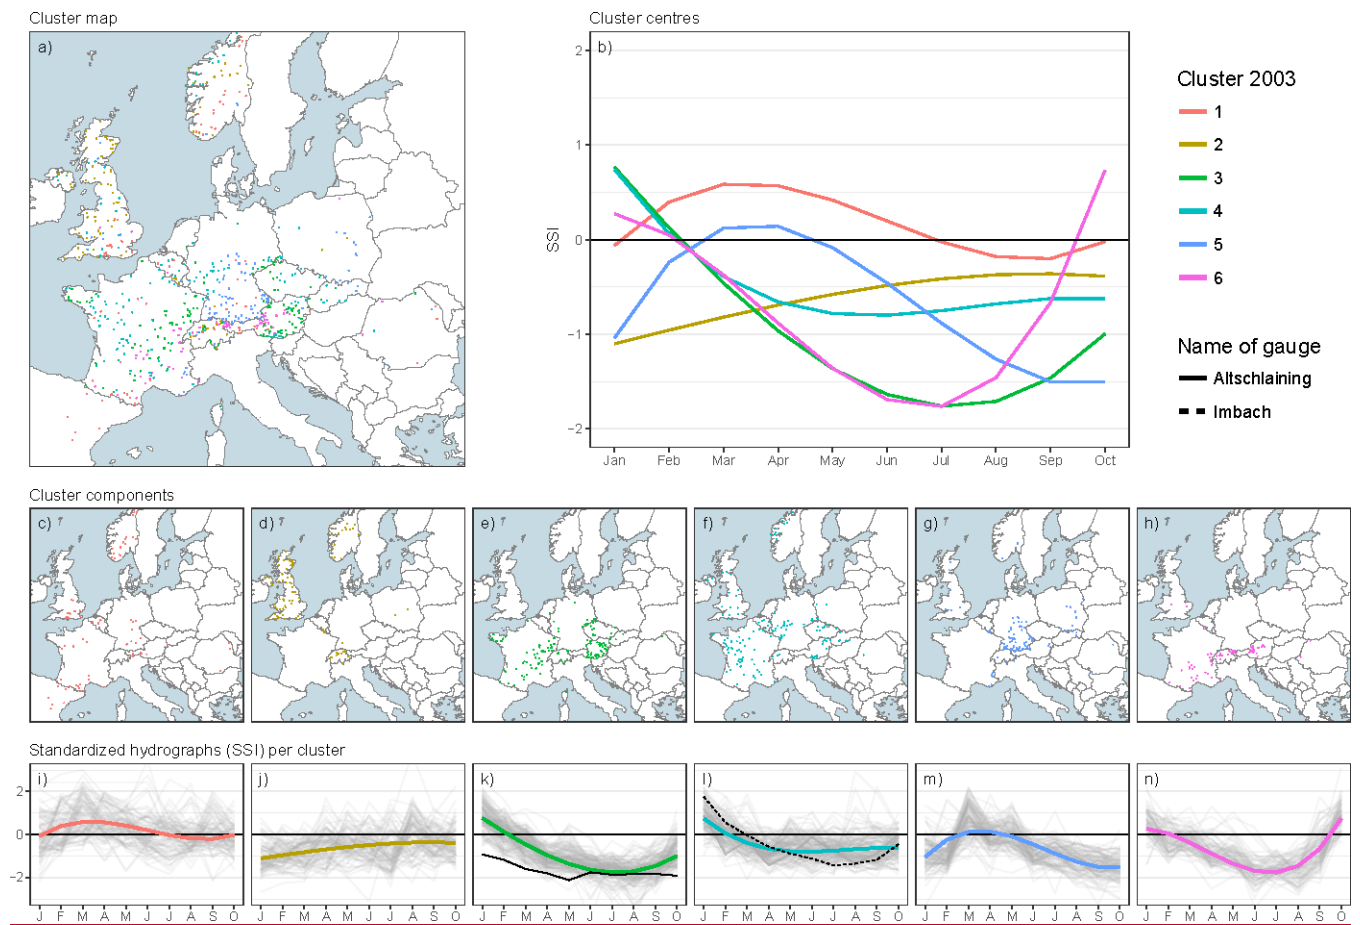 Cluster map
Cluster centres
a)
b)
2
1
0
−1
−2
SSI
Jan Feb Mar Apr May Jun Jul Aug Sep Oct
Cluster 2003
1
2
3
4
5
6
Name of gauge
Altschlaining
Imbach
Cluster components
c) d) e) f) g) h)
Standardized hydrographs (SSI) per cluster
i) j) k) l) m) n)
2
0
−2
J F M A M J J A S O J F M A M J J A S O J F M A M J J A S O J F M A M J J A S O J F M A M J J A S O J F M A M J J A S O